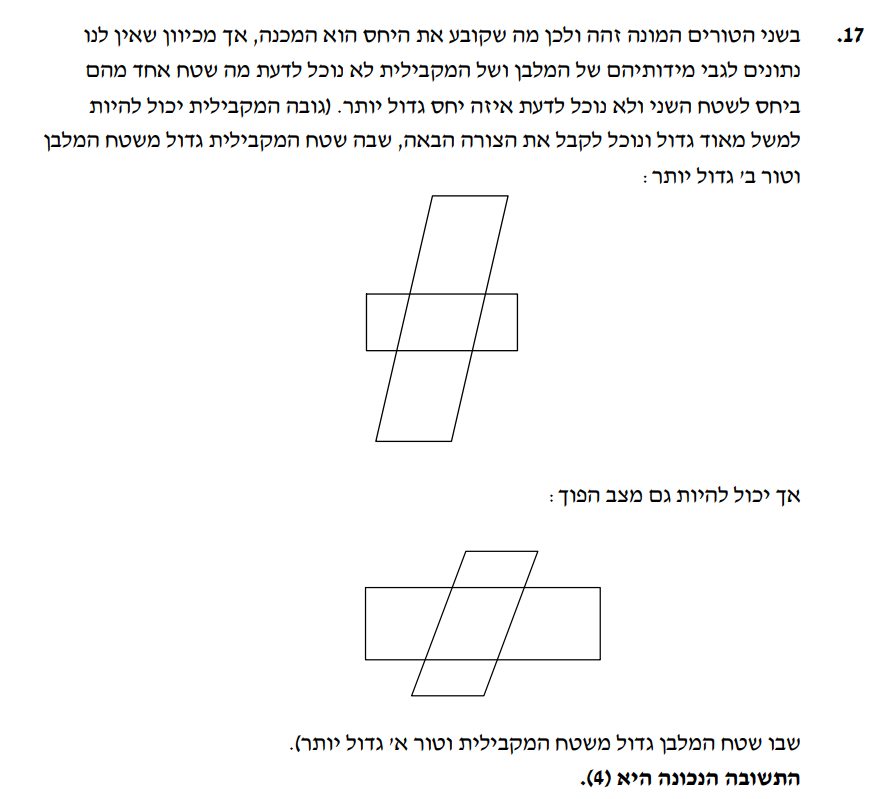 17. בשני הטורים המונה זהה ולכן מה שקובע את היחס הוא המכנה, אך מכיוון שאין לנו
נתונים לגבי מידותיהם של המלבן ושל המקבילית לא נוכל לדעת מה שטח אחד מהם
ביחס לשטח השני ולא נוכל לדעת איזה יחס גדול יותר. (גובה המקבילית יכול להיות
למשל מאוד גדול ונוכל לקבל את הצורה הבאה, שבה שטח המקבילית גדול משטח המלבן
וטור ב' גדול יותר:
אך יכול להיות גם מצב הפוך:
שבו שטח המלבן גדול משטח המקבילית וטור א' גדול יותר).
התשובה הנכונה היא (4).